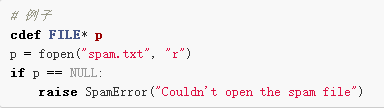 # 例子
cdef FILE* p
p = fopen("spam.txt", "r")
if p == NULL:
    raise SpamError("Couldn't open the spam file")